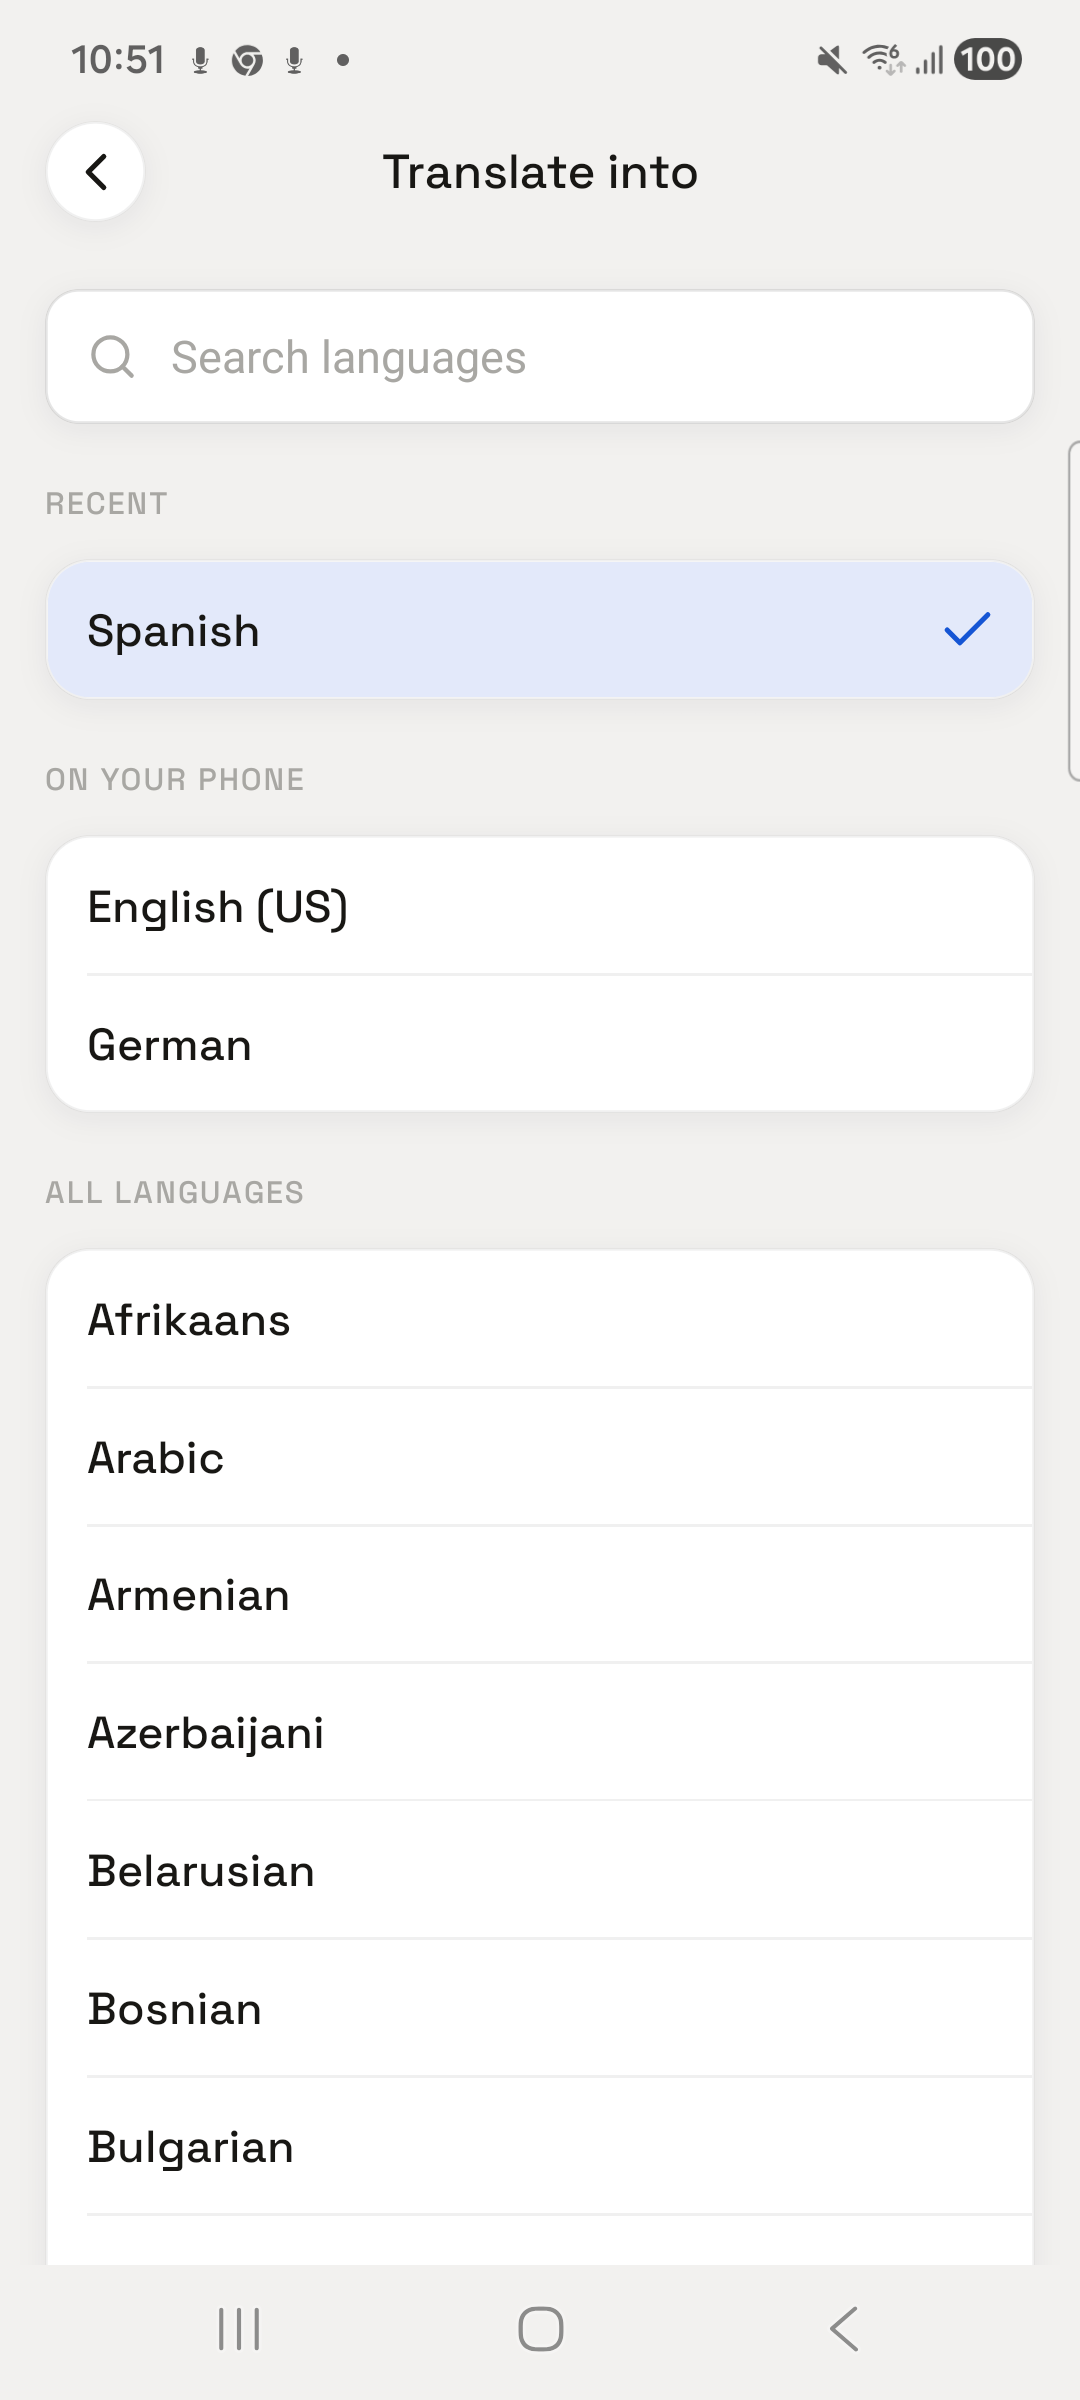 10:51
6
100
Translate into
Search languages
RECENT
Spanish
ON YOUR PHONE
English (US)
German
ALL LANGUAGES
Afrikaans
Arabic
Armenian
Azerbaijani
Belarusian
Bosnian
Bulgarian